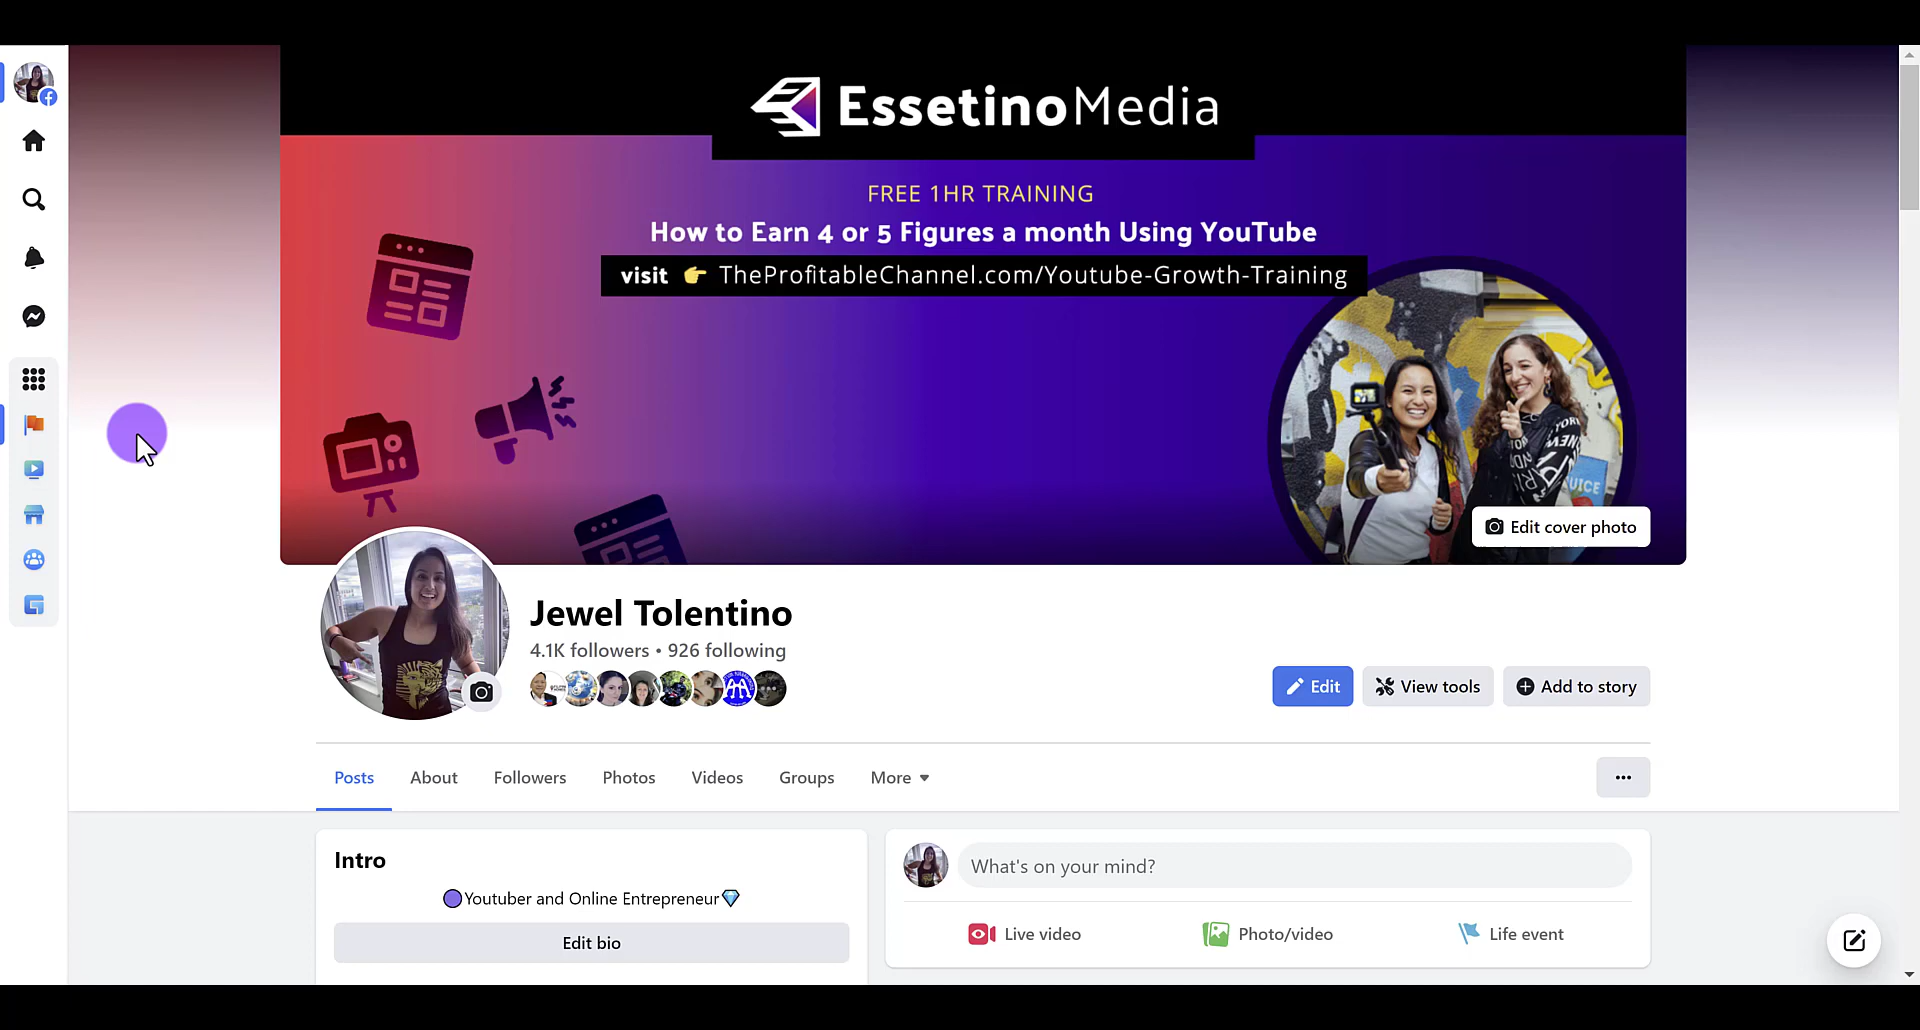 EssetinoMedia
FREE 1HR TRAINING
How to Earn 4 or 5 Figures a month Using YouTube
visit 👉 TheProfitableChannel.com/Youtube-Growth-Training
Edit cover photo
Jewel Tolentino
4.1K followers • 926 following
Edit
View tools
Add to story
Posts
About
Followers
Photos
Videos
Groups
More
Intro
🟣Youtuber and Online Entrepreneur💎
Edit bio
What's on your mind?
Live video
Photo/video
Life event